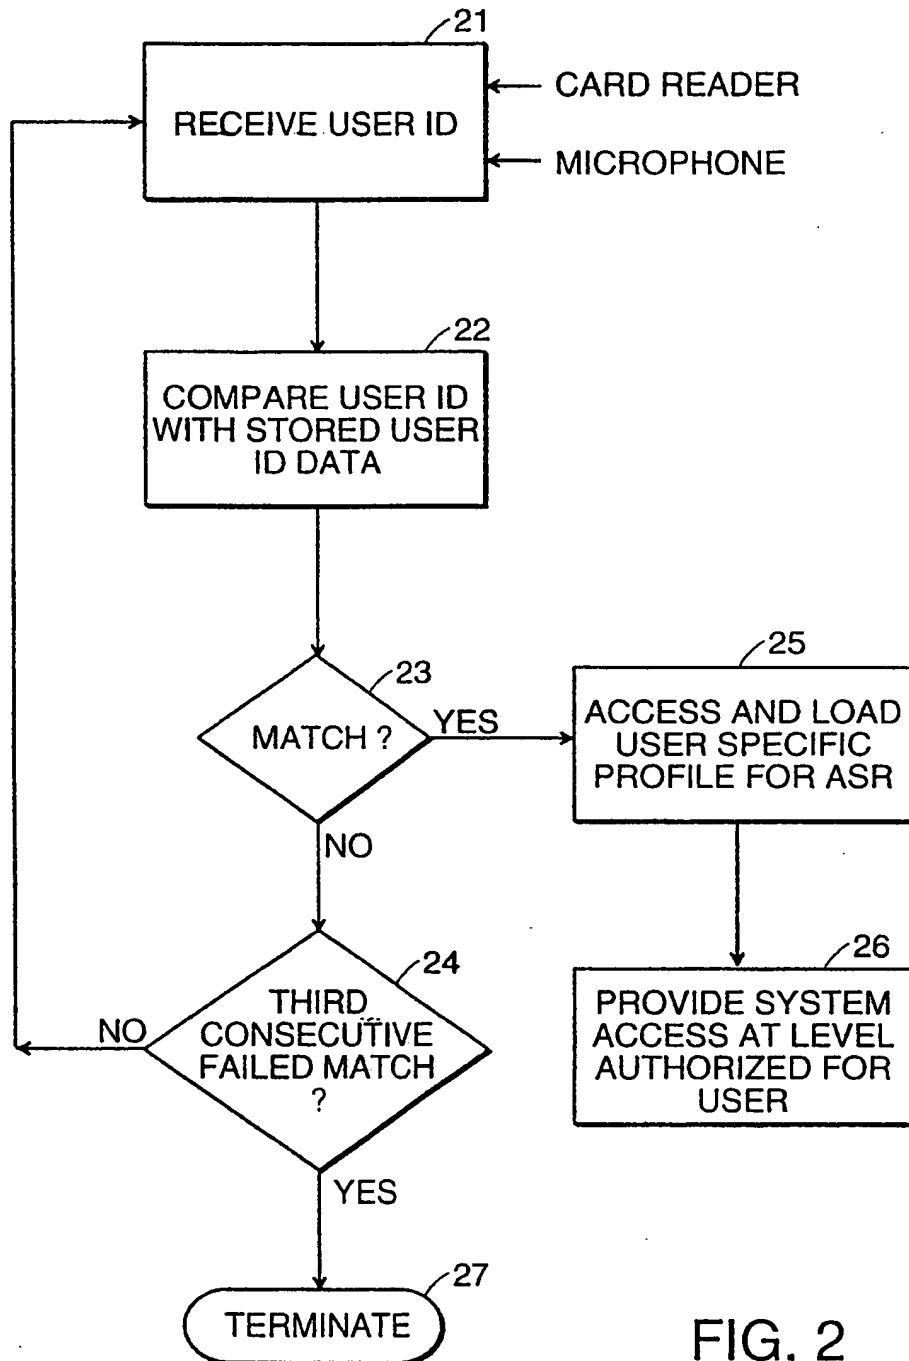 21
RECEIVE USER ID
CARD READER
MICROPHONE
22
COMPARE USER ID
WITH STORED USER
ID DATA
23
MATCH ?
YES
NO
25
ACCESS AND LOAD
USER SPECIFIC
PROFILE FOR ASR
24
THIRD
CONSECUTIVE
FAILED MATCH
?
NO
YES
26
PROVIDE SYSTEM
ACCESS AT LEVEL
AUTHORIZED FOR
USER
27
TERMINATE
FIG. 2